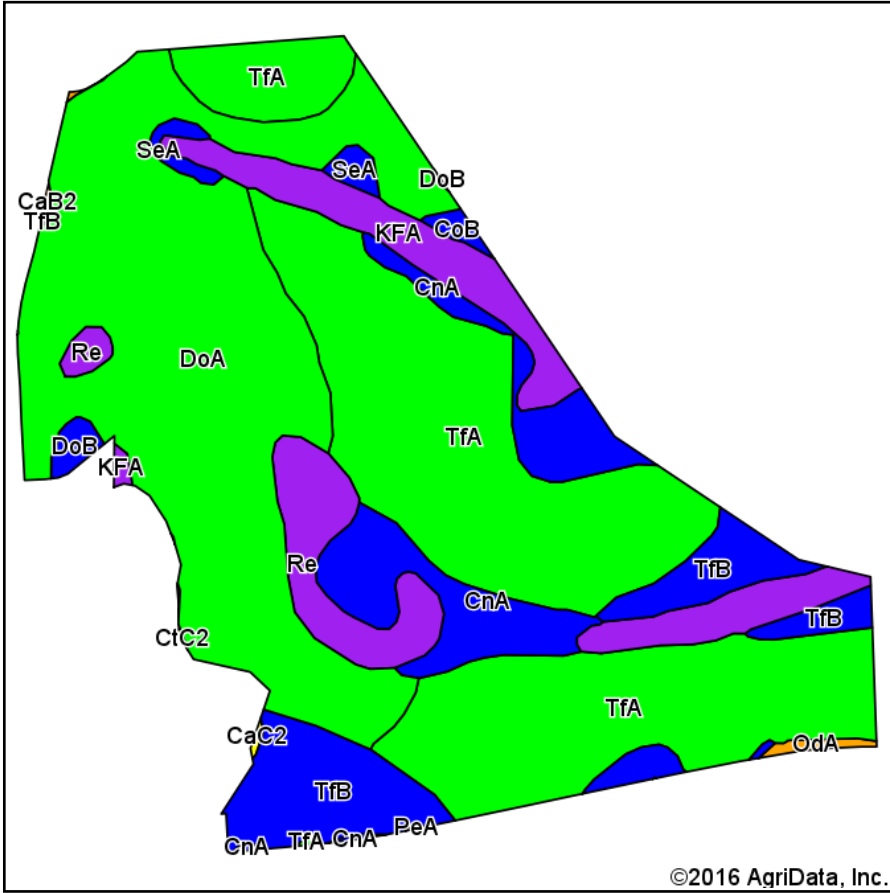 TfA
SeA
SeA
DoB
CaB2
TfB
KFA
CoB
CnA
Re
DoA
TfA
DoB
KFA
Re
TfB
CnA
TfB
CtC2
TfA
CaC2
OdA
TfB
CnA
TfA
CnA
PeA
©2016 AgriData, Inc.